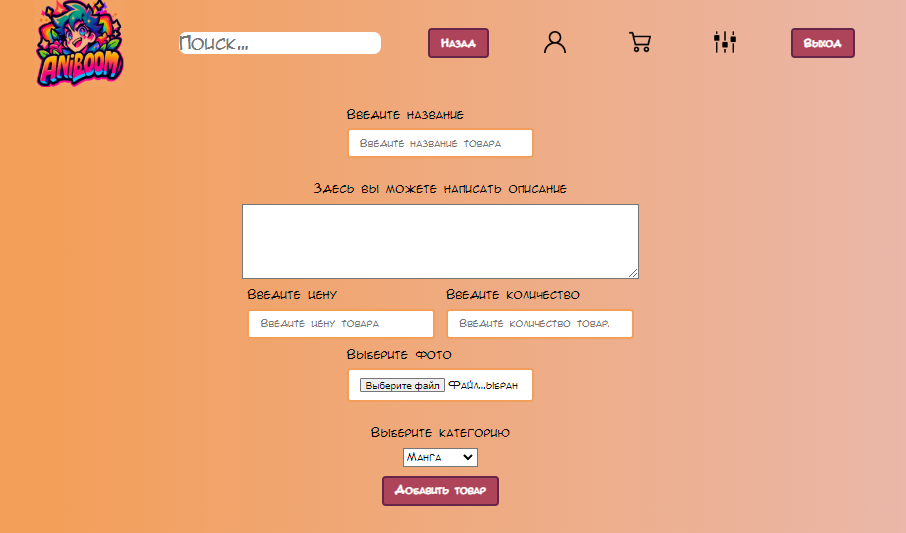 ANIBOOM
Поиск...
Назад
Выход
Введите название
Введите название товара
Здесь вы можете написать описание
Введите цену
Введите количество
Введите цену товара
Введите количество товар.
Выберите фото
Выберите файл Файл...ыбран
Выберите категорию
Манга
Добавить товар